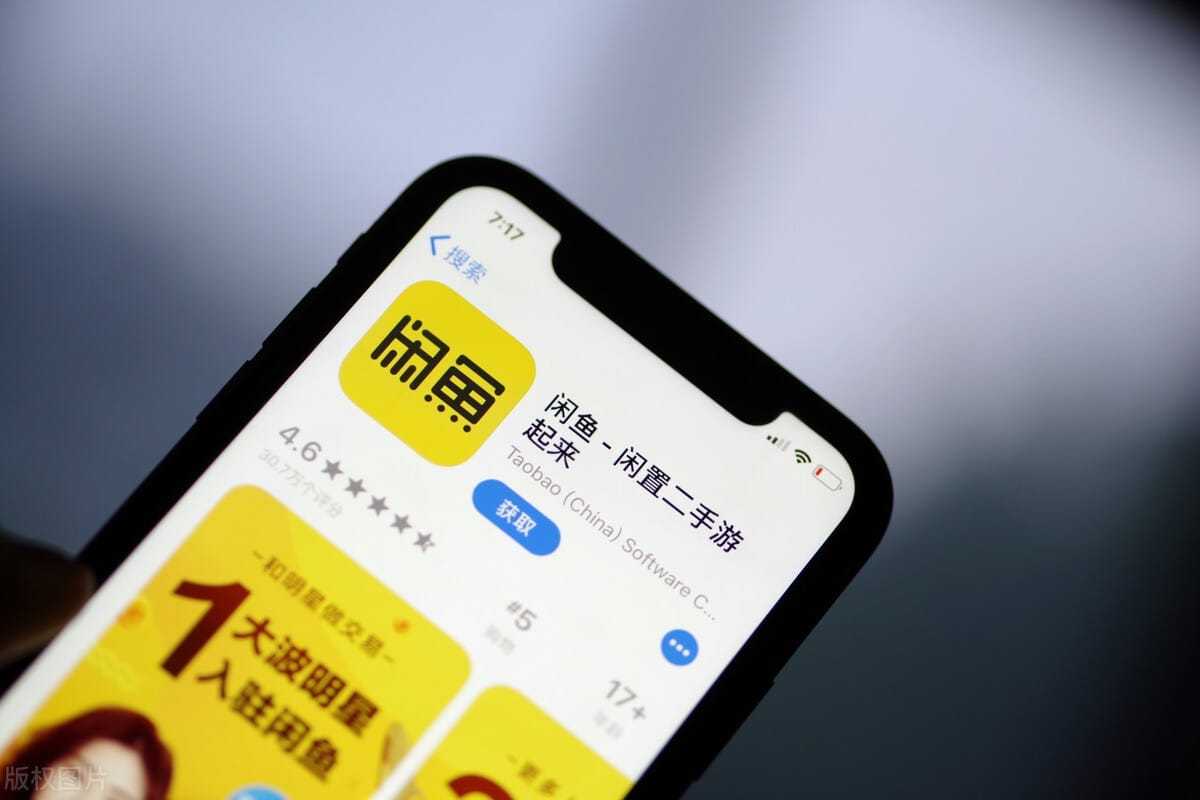 7:17
搜索
闲鱼
闲鱼 - 闲置二手游
起来
Taobao (China) Software C...
获取
4.6
30.7万个评分
#5
购物
17+
年龄
-和明星做交易-
1
大波明星
入驻闲鱼
-更多
版权图片